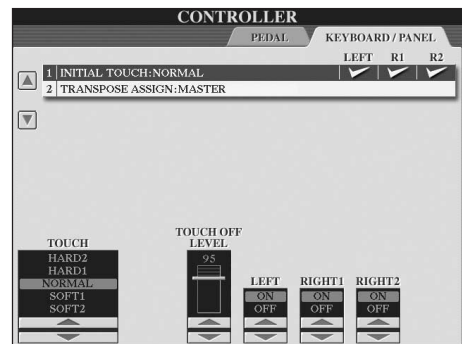 CONTROLLER
PEDAL KEYBOARD / PANEL
LEFT R1 R2
1 INITIAL TOUCH:NORMAL
2 TRANSPOSE ASSIGN:MASTER
TOUCH
HARD2
HARD1
NORMAL
SOFT1
SOFT2
TOUCH OFF
LEVEL
95
LEFT
ON
OFF
RIGHT1
ON
OFF
RIGHT2
ON
OFF